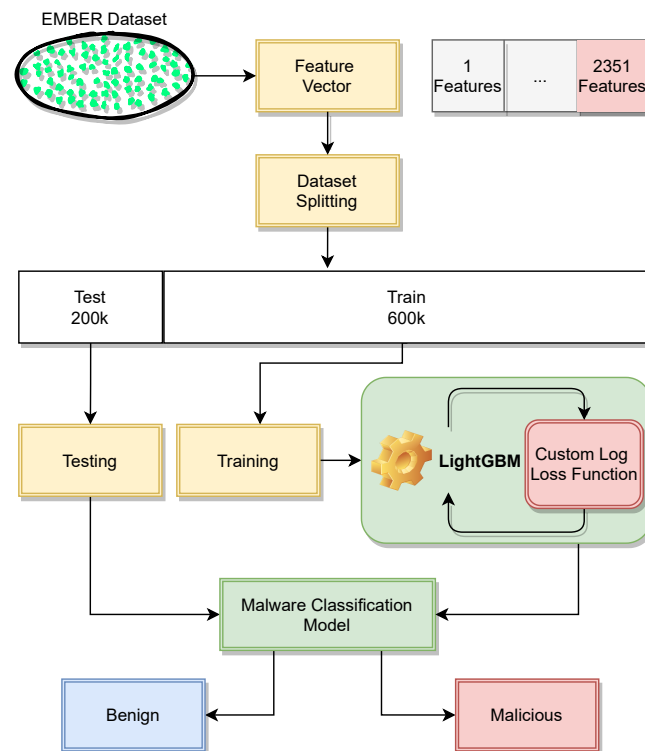 EMBER Dataset
Feature
Vector
1
Features
...
2351
Features
Dataset
Splitting
Test
200k
Train
600k
Testing
Training
LightGBM
Custom Log
Loss Function
Malware Classification
Model
Benign
Malicious